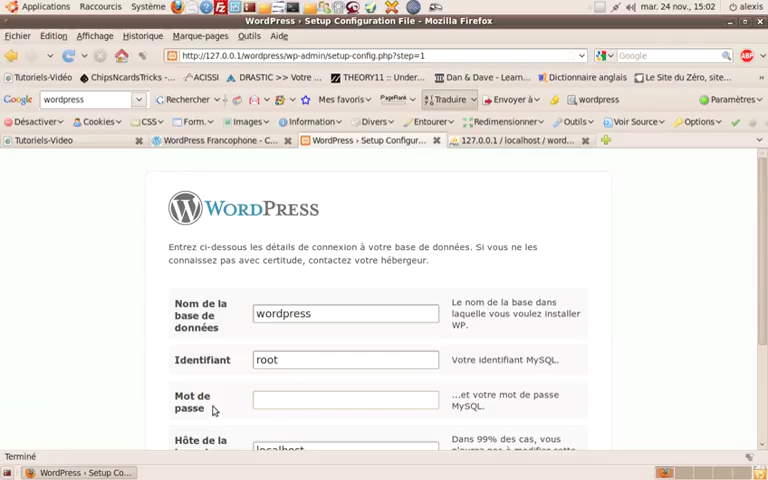 Applications Raccourcis Système mar. 24 nov., 15:02 alexis
WordPress › Setup Configuration File - Mozilla Firefox
Fichier Édition Affichage Historique Marque-pages Outils Aide
http://127.0.0.1/wordpress/wp-admin/setup-config.php?step=1 Google
Tutoriels-Vidéo ChipsNcardsTricks -... ACISSI DRASTIC >> Votre ... THEORY11 :: Under... Dan & Dave - Learn... Dictionnaire anglais Le Site du Zéro, site...
Google wordpress Rechercher Mes favoris PageRank Traduire Envoyer à wordpress Paramètres
Désactiver Cookies CSS Form. Images Information Divers Entourer Redimensionner Outils Voir Source Options
Tutoriels-Video WordPress Francophone - C... WordPress › Setup Configur... 127.0.0.1 / localhost / word...
WORDPRESS
Entrez ci-dessous les détails de connexion à votre base de données. Si vous ne les
connaissez pas avec certitude, contactez votre hébergeur.
Nom de la
base de
données
wordpress
Le nom de la base dans
laquelle vous voulez installer
WP.
Identifiant root Votre identifiant MySQL.
Mot de
passe
...et votre mot de passe
MySQL.
Hôte de la
localhost
Dans 99% des cas, vous
Terminé
WordPress › Setup Co...